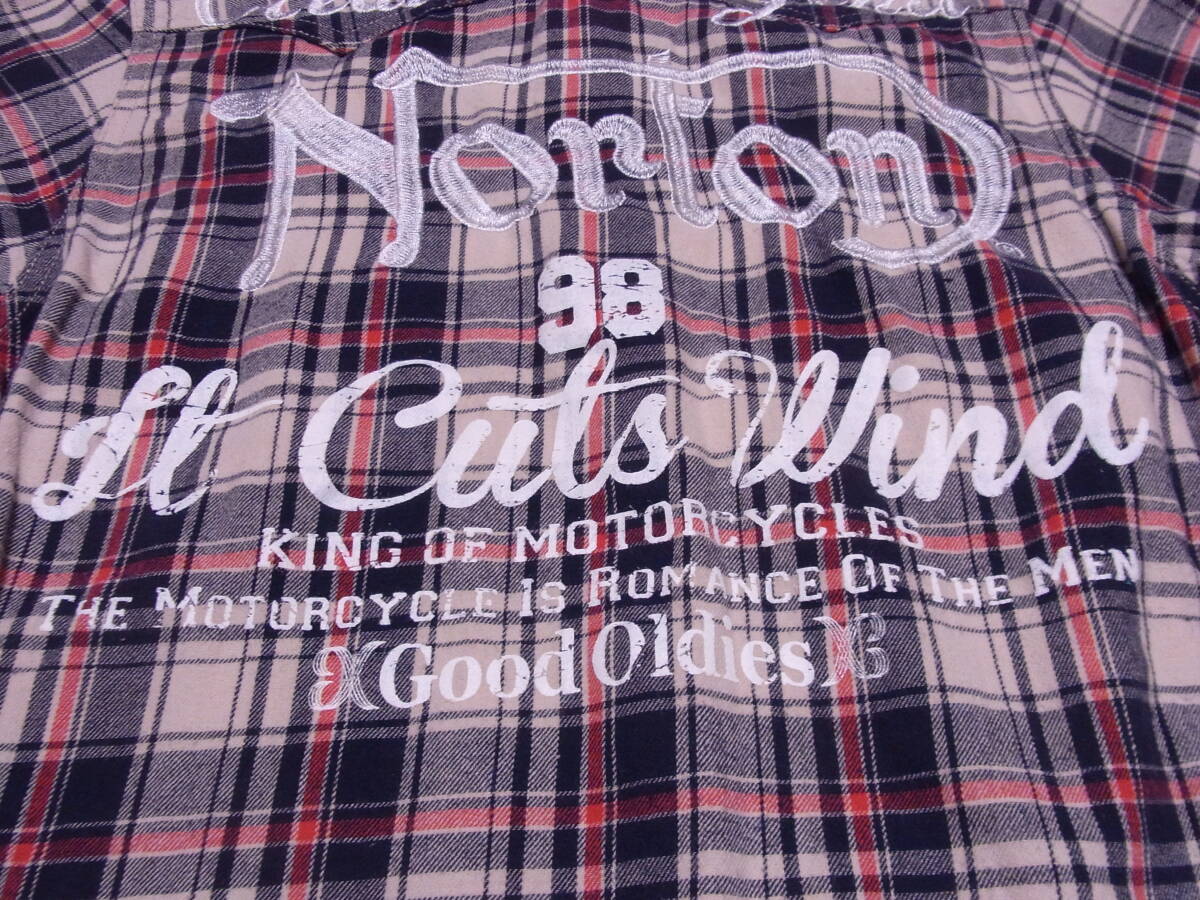 Norton
98
It Cuts Wind
KING OF MOTORCYCLES
THE MOTORCYCLE IS ROMANCE OF THE MEN
Good Oldies